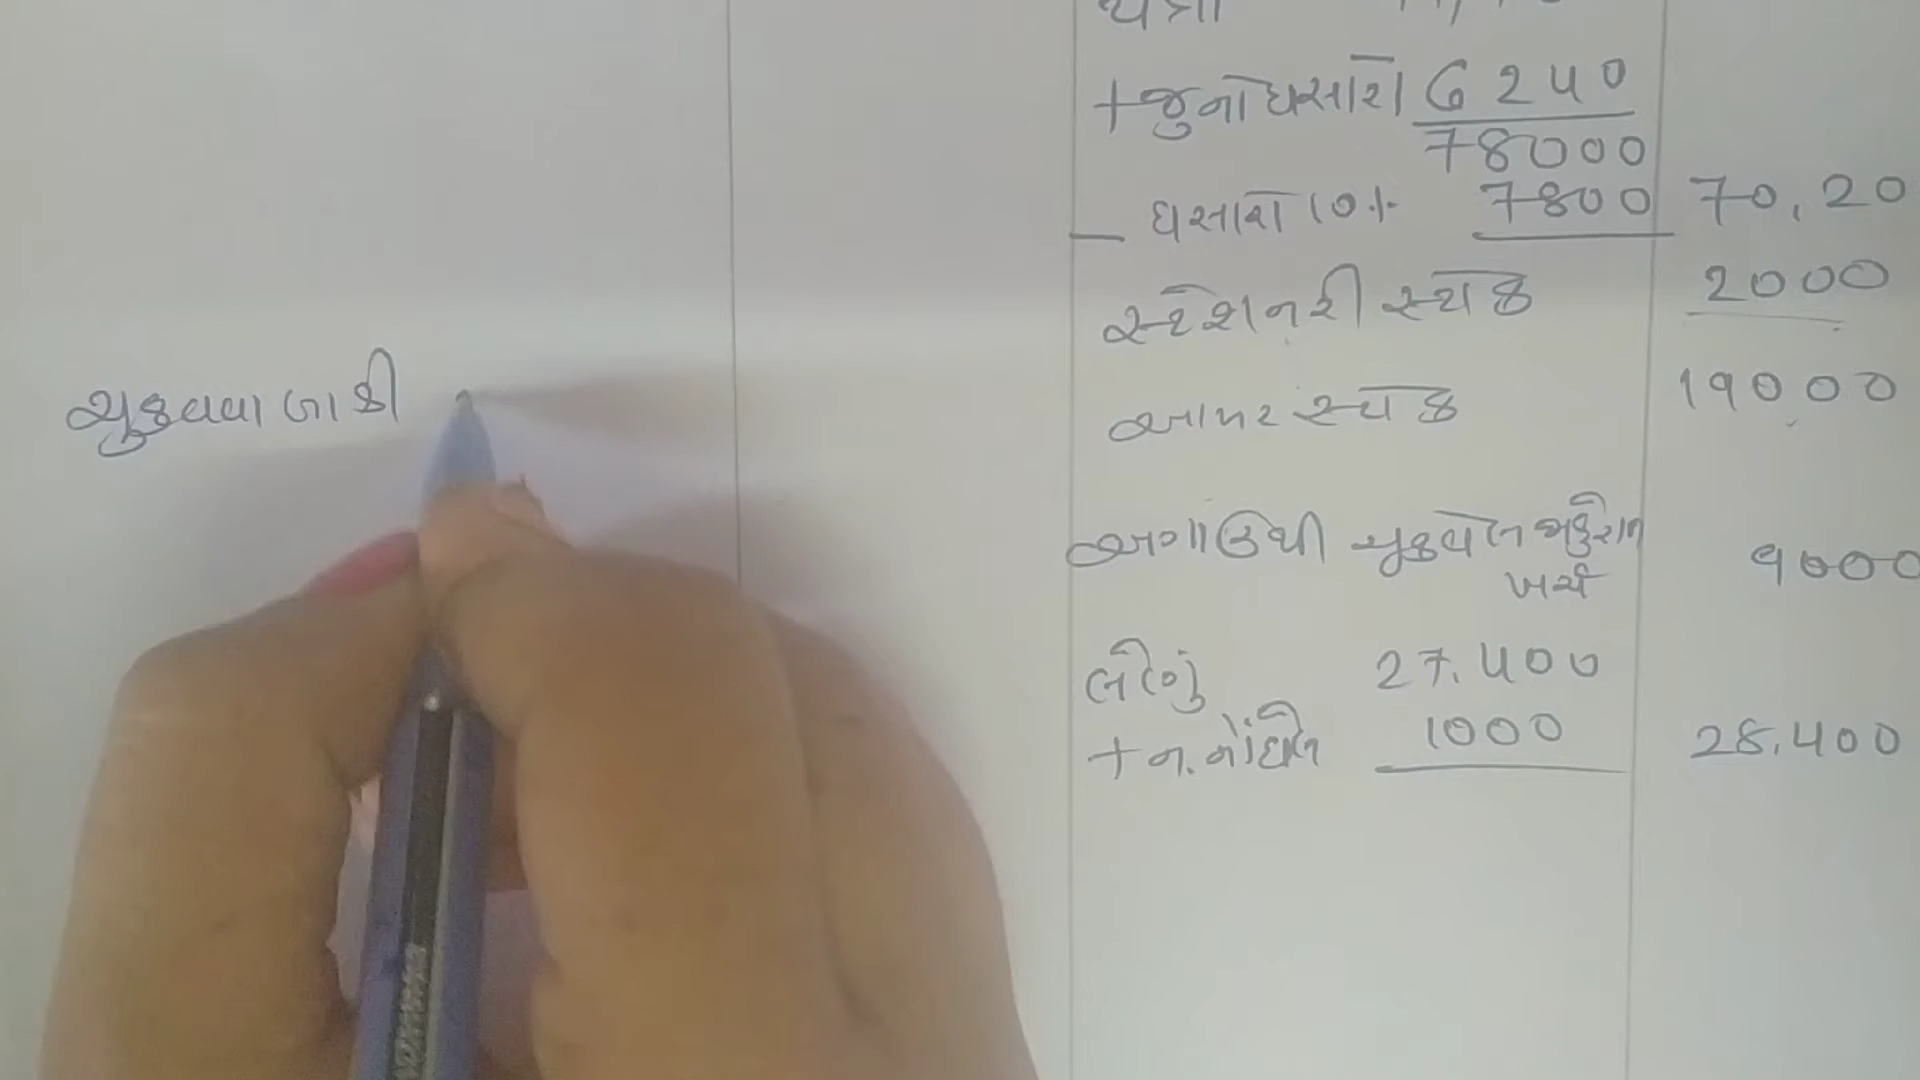 યંત્રો
+જુનો ઘસારો 6240
78000
— ઘસારો 10% 7800 70,20
સ્ટેશનરી સ્ટોક 2000
ચુકવવા બાકી
આખર સ્ટોક 19000
અગાઉથી ચુકવેલ મજુરી
ખર્ચ 9000
લેણું 27,400
+ ન. નોંધેલ 1000 28,400